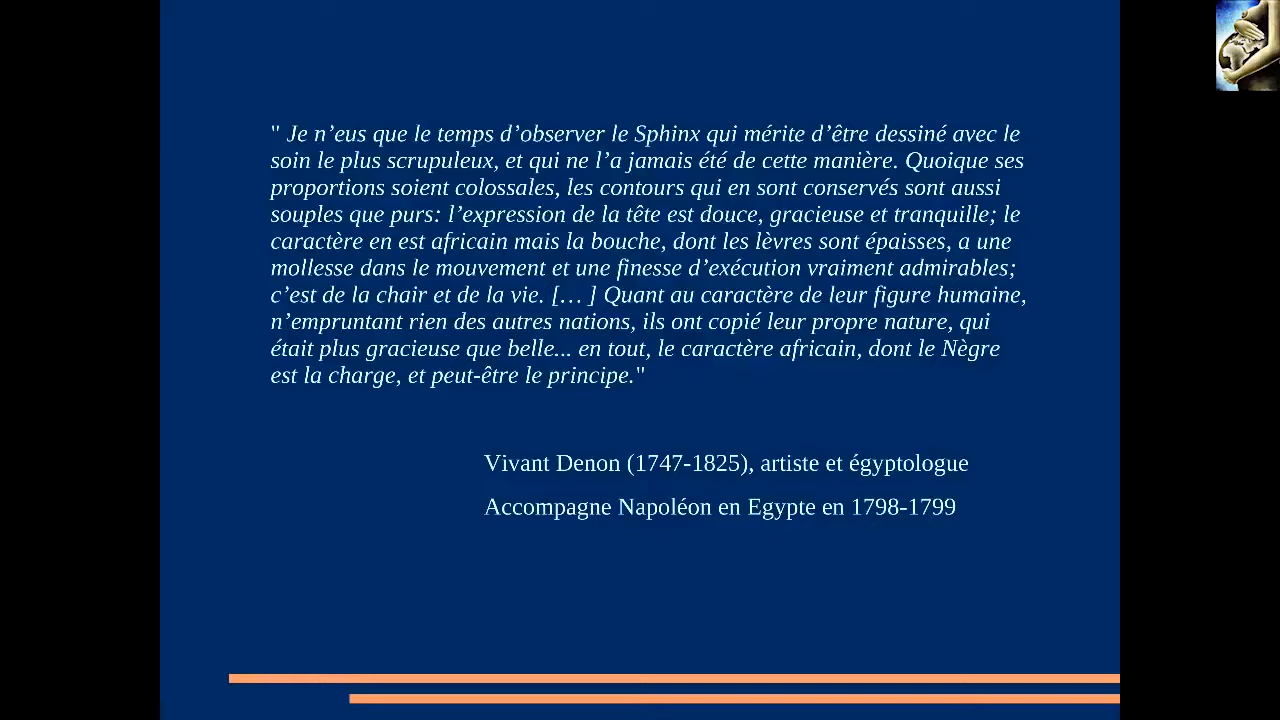 " Je n’eus que le temps d’observer le Sphinx qui mérite d’être dessiné avec le
soin le plus scrupuleux, et qui ne l’a jamais été de cette manière. Quoique ses
proportions soient colossales, les contours qui en sont conservés sont aussi
souples que purs: l’expression de la tête est douce, gracieuse et tranquille; le
caractère en est africain mais la bouche, dont les lèvres sont épaisses, a une
mollesse dans le mouvement et une finesse d’exécution vraiment admirables;
c’est de la chair et de la vie. [… ] Quant au caractère de leur figure humaine,
n’empruntant rien des autres nations, ils ont copié leur propre nature, qui
était plus gracieuse que belle... en tout, le caractère africain, dont le Nègre
est la charge, et peut-être le principe."
Vivant Denon (1747-1825), artiste et égyptologue
Accompagne Napoléon en Egypte en 1798-1799